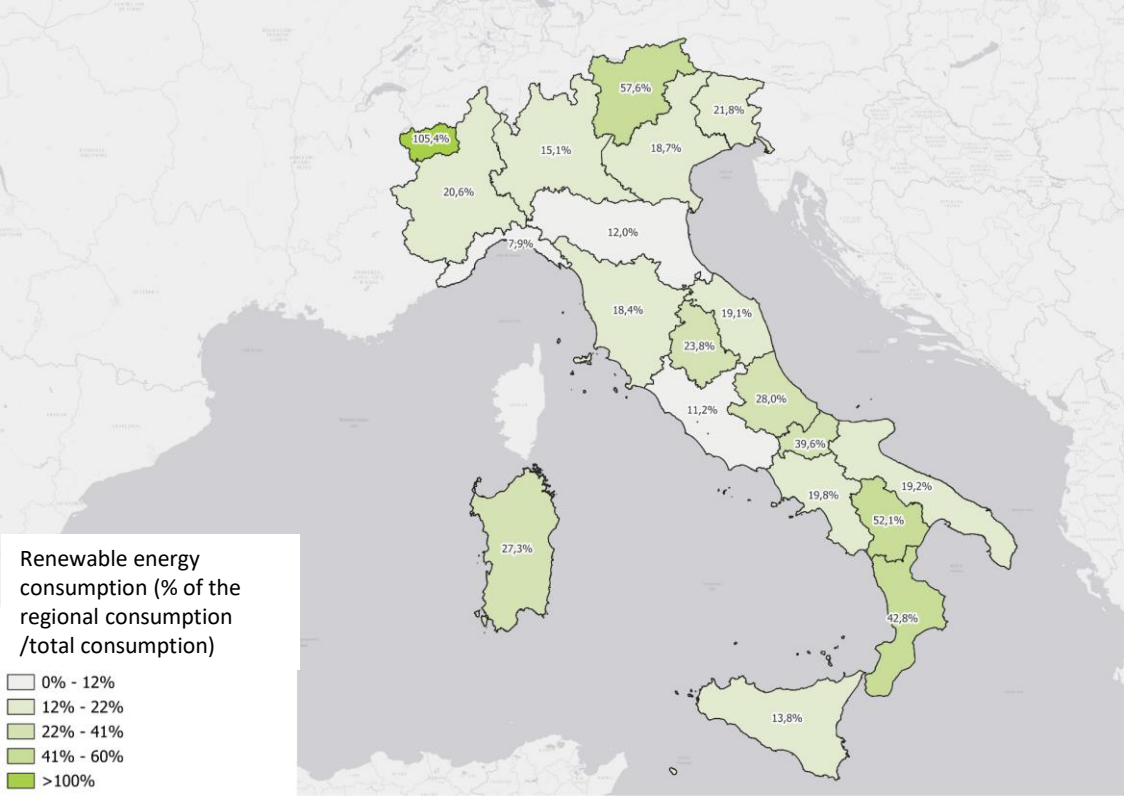 57,6%
21,8%
105,4%
15,1%
18,7%
20,6%
12,0%
7,9%
18,4%
19,1%
23,8%
28,0%
11,2%
39,6%
19,8%
19,2%
52,1%
27,3%
42,8%
13,8%
Renewable energy
consumption (% of the
regional consumption
/total consumption)
0% - 12%
12% - 22%
22% - 41%
41% - 60%
>100%